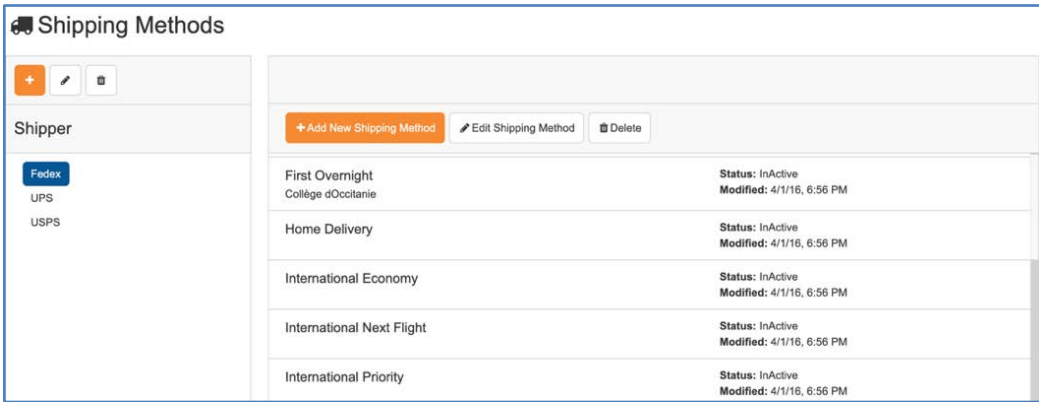 Shipping Methods
Shipper
Fedex
UPS
USPS
Add New Shipping Method
Edit Shipping Method
Delete
First Overnight
Collège dOccitanie
Status: InActive
Modified: 4/1/16, 6:56 PM
Home Delivery
Status: InActive
Modified: 4/1/16, 6:56 PM
International Economy
Status: InActive
Modified: 4/1/16, 6:56 PM
International Next Flight
Status: InActive
Modified: 4/1/16, 6:56 PM
International Priority
Status: InActive
Modified: 4/1/16, 6:56 PM